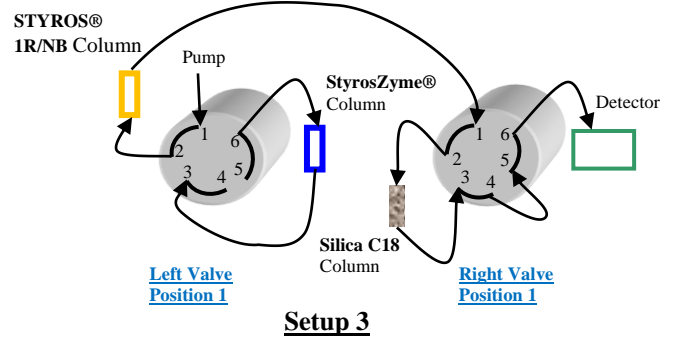 STYROS®
1R/NB Column
Pump
StyrosZyme®
Column
Detector
1
2
3
4
5
6
1
2
3
4
5
6
Silica C18
Column
Left Valve
Position 1
Right Valve
Position 1
Setup 3